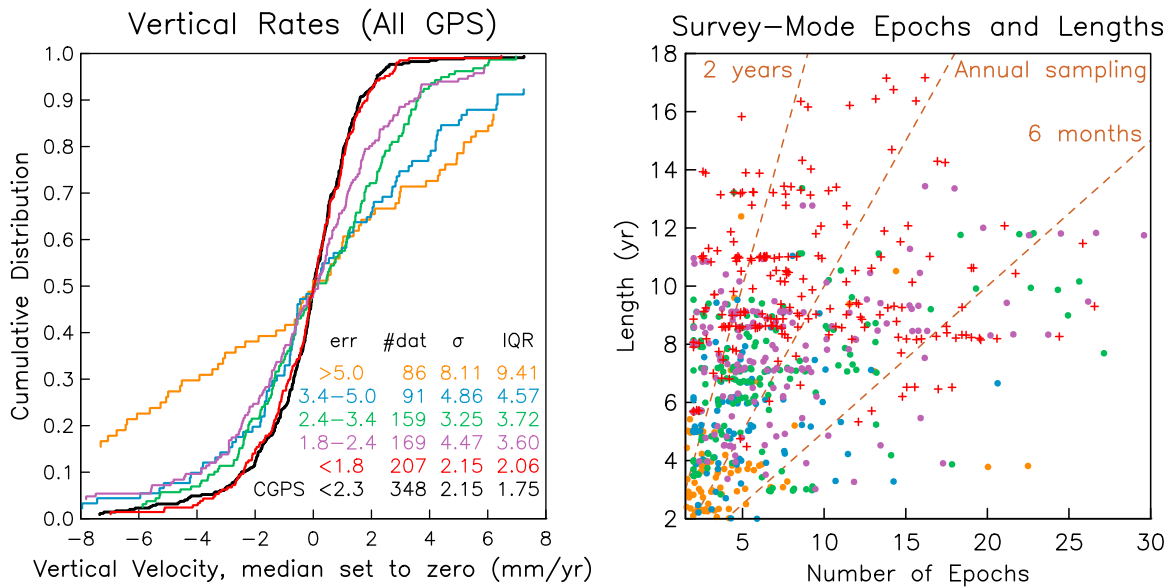 Vertical Rates (All GPS)
1.0
0.9
0.8
0.7
0.6
0.5
0.4
0.3
0.2
0.1
0.0
Cumulative Distribution
err #dat σ IQR
>5.0 86 8.11 9.41
3.4−5.0 91 4.86 4.57
2.4−3.4 159 3.25 3.72
1.8−2.4 169 4.47 3.60
<1.8 207 2.15 2.06
CGPS <2.3 348 2.15 1.75
−8 −6 −4 −2 0 2 4 6 8
Vertical Velocity, median set to zero (mm/yr)
Survey−Mode Epochs and Lengths
18
16
14
12
10
8
6
4
2
Length (yr)
2 years
Annual sampling
6 months
5 10 15 20 25 30
Number of Epochs